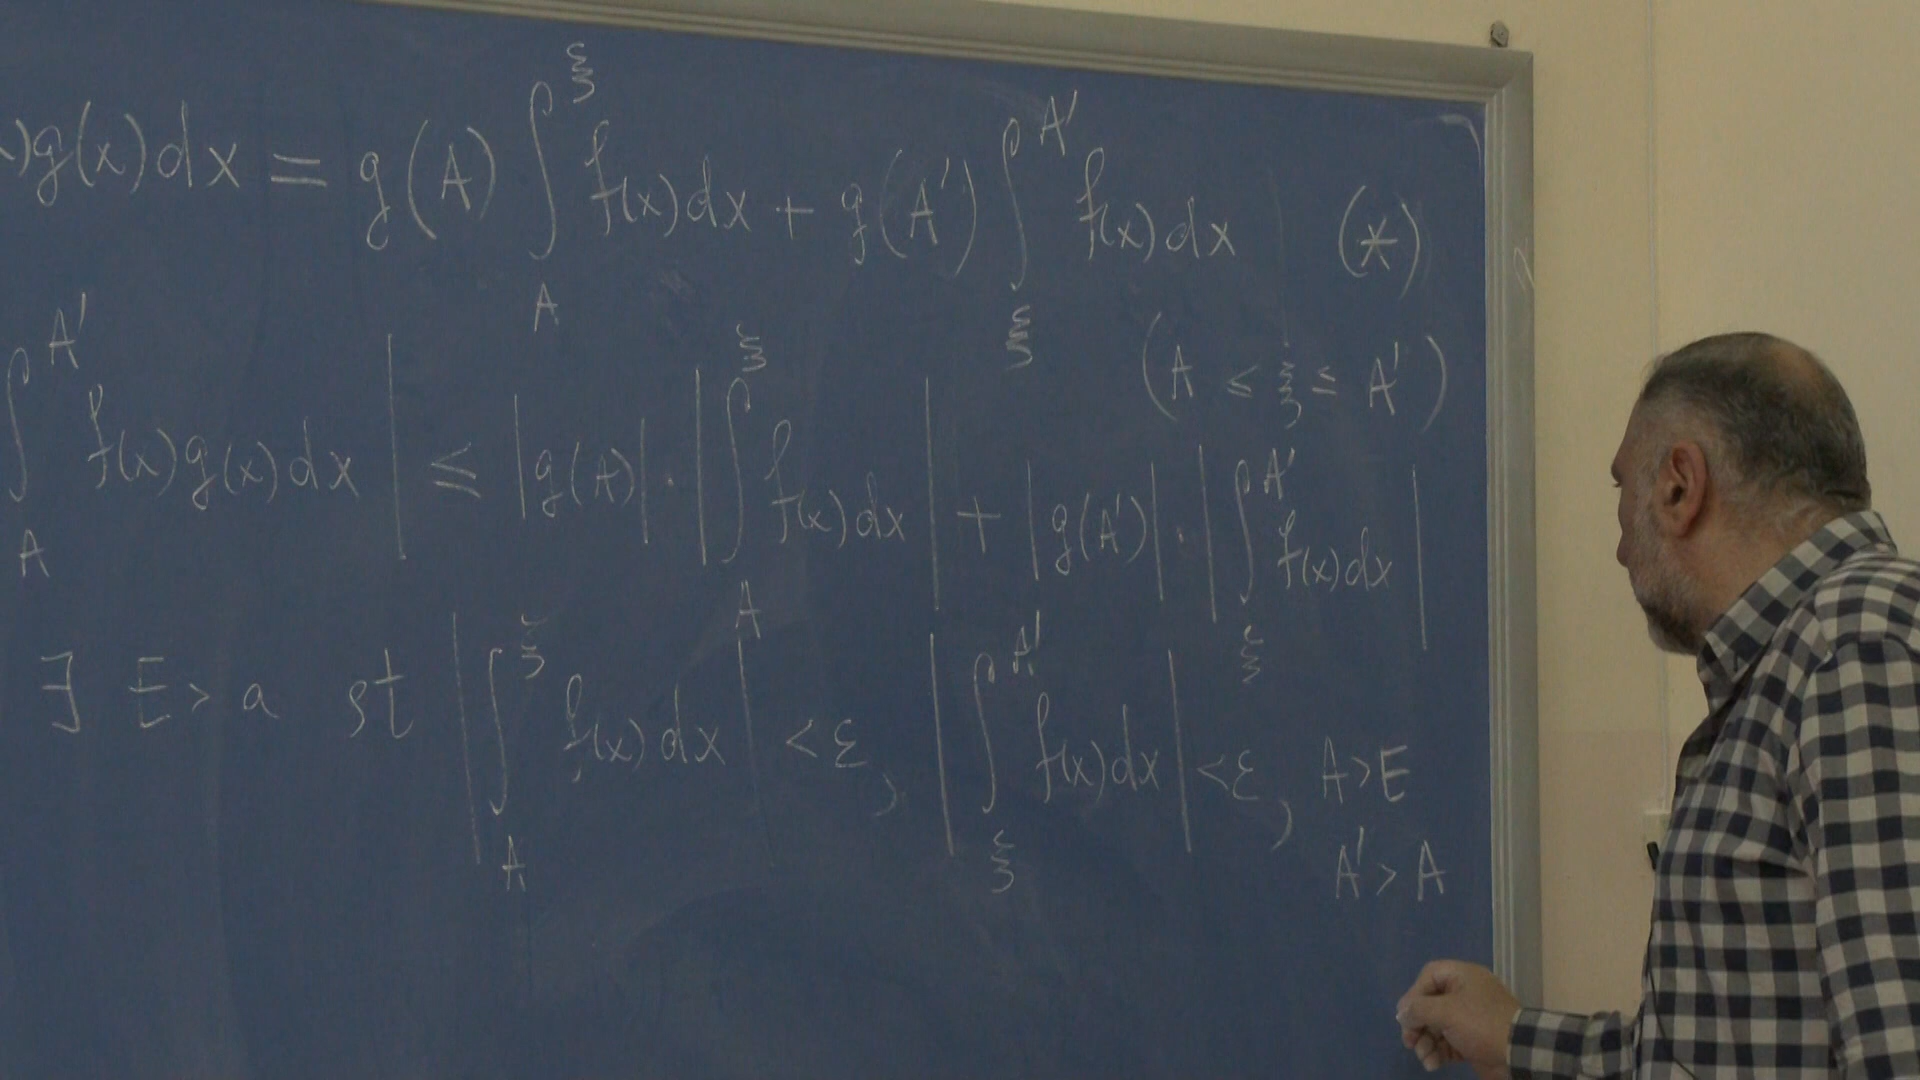 )g(x)dx = g(A) ∫_A^ξ f(x)dx + g(A') ∫_ξ^A' f(x)dx (*)
(A ≤ ξ ≤ A')
∫_A^A' f(x)g(x)dx | ≤ |g(A)| · | ∫_A^ξ f(x)dx | + |g(A')| · | ∫_ξ^A' f(x)dx |
∃ E > a st | ∫_A^ξ f(x)dx | < ε, | ∫_ξ^A' f(x)dx | < ε, A > E
A' > A